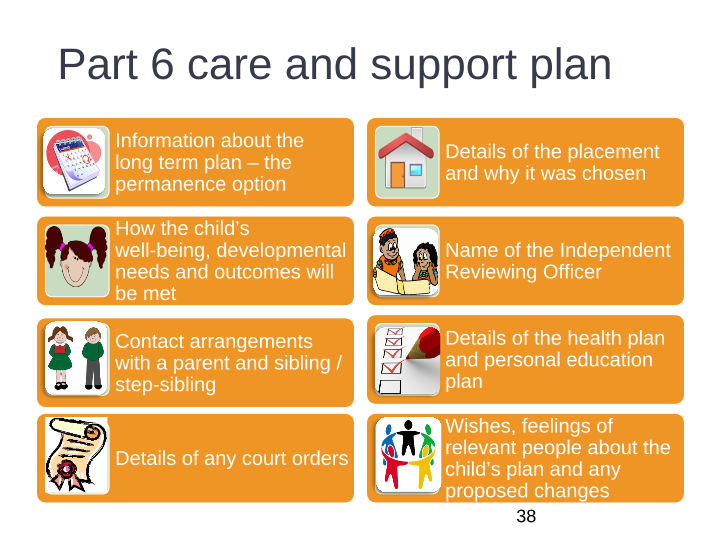 Part 6 care and support plan
Information about the
long term plan – the
permanence option
Details of the placement
and why it was chosen
How the child’s
well-being, developmental
needs and outcomes will
be met
Name of the Independent
Reviewing Officer
Contact arrangements
with a parent and sibling /
step-sibling
Details of the health plan
and personal education
plan
Details of any court orders
Wishes, feelings of
relevant people about the
child’s plan and any
proposed changes
38